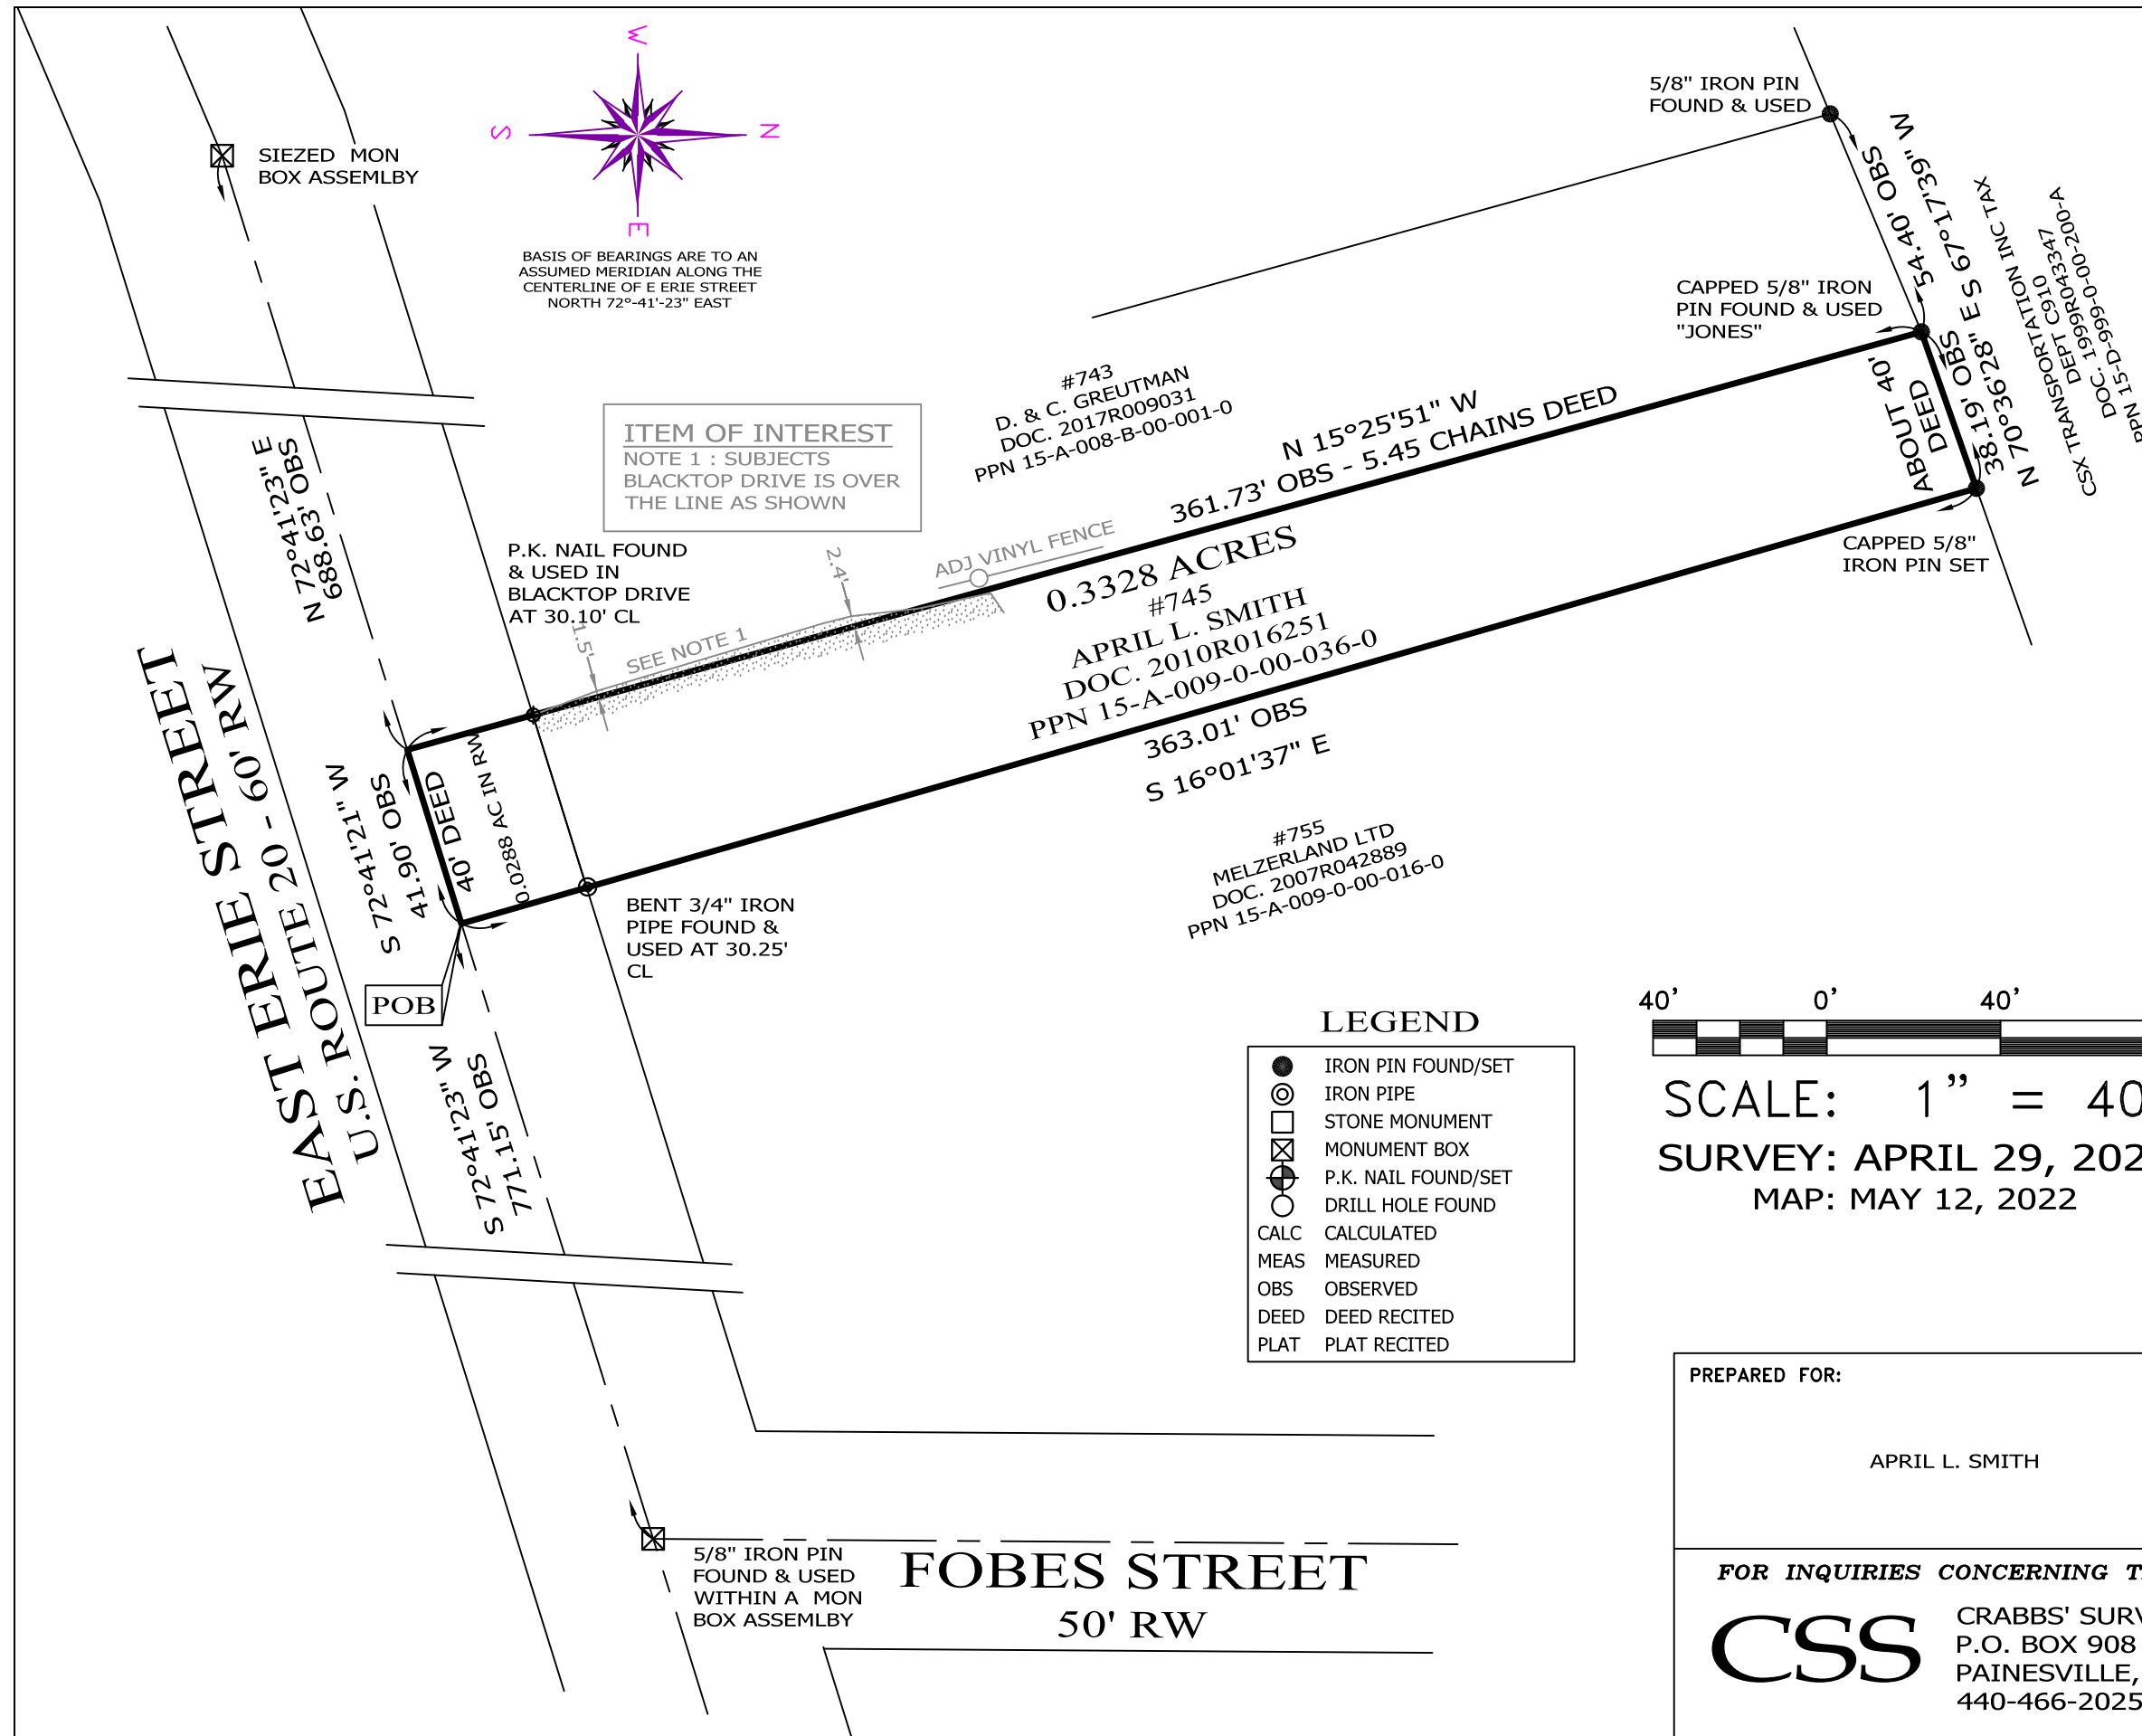 W
S
N
E
BASIS OF BEARINGS ARE TO AN
ASSUMED MERIDIAN ALONG THE
CENTERLINE OF E ERIE STREET
NORTH 72°-41'-23" EAST
SIEZED MON
BOX ASSEMLBY
5/8" IRON PIN
FOUND & USED
54.40' OBS
S 67°17'39" W
CAPPED 5/8" IRON
PIN FOUND & USED
"JONES"
38.19' OBS
N 70°36'28" E
ABOUT 40'
DEED
CSX TRANSPORTATION INC TAX
DEPT C910
DOC. 1999R043347
PPN 15-D-999-0-00-200-A
CAPPED 5/8"
IRON PIN SET
#743
D. & C. GREUTMAN
DOC. 2017R009031
PPN 15-A-008-B-00-001-0
N 15°25'51" W
361.73' OBS - 5.45 CHAINS DEED
ITEM OF INTEREST
NOTE 1 : SUBJECTS
BLACKTOP DRIVE IS OVER
THE LINE AS SHOWN
N 72°41'23" E
688.63' OBS
P.K. NAIL FOUND
& USED IN
BLACKTOP DRIVE
AT 30.10' CL
1.5'
SEE NOTE 1
2.4'
ADJ VINYL FENCE
0.3328 ACRES
#745
APRIL L. SMITH
DOC. 2010R016251
PPN 15-A-009-0-00-036-0
363.01' OBS
S 16°01'37" E
#755
MELZERLAND LTD
DOC. 2007R042889
PPN 15-A-009-0-00-016-0
EAST ERIE STREET
U.S. ROUTE 20 - 60' RW
S 72°41'21" W
41.90' OBS
40' DEED
0.0288 AC IN RW
BENT 3/4" IRON
PIPE FOUND &
USED AT 30.25'
CL
POB
S 72°41'23" W
771.15' OBS
LEGEND
IRON PIN FOUND/SET
IRON PIPE
STONE MONUMENT
MONUMENT BOX
P.K. NAIL FOUND/SET
DRILL HOLE FOUND
CALC CALCULATED
MEAS MEASURED
OBS OBSERVED
DEED DEED RECITED
PLAT PLAT RECITED
40' 0' 40'
SCALE: 1" = 40
SURVEY: APRIL 29, 202
MAP: MAY 12, 2022
5/8" IRON PIN
FOUND & USED
WITHIN A MON
BOX ASSEMLBY
FOBES STREET
50' RW
PREPARED FOR:
APRIL L. SMITH
FOR INQUIRIES CONCERNING
CSS
CRABBS'
P.O. BOX 908
PAINESVILLE,
440-466-2025